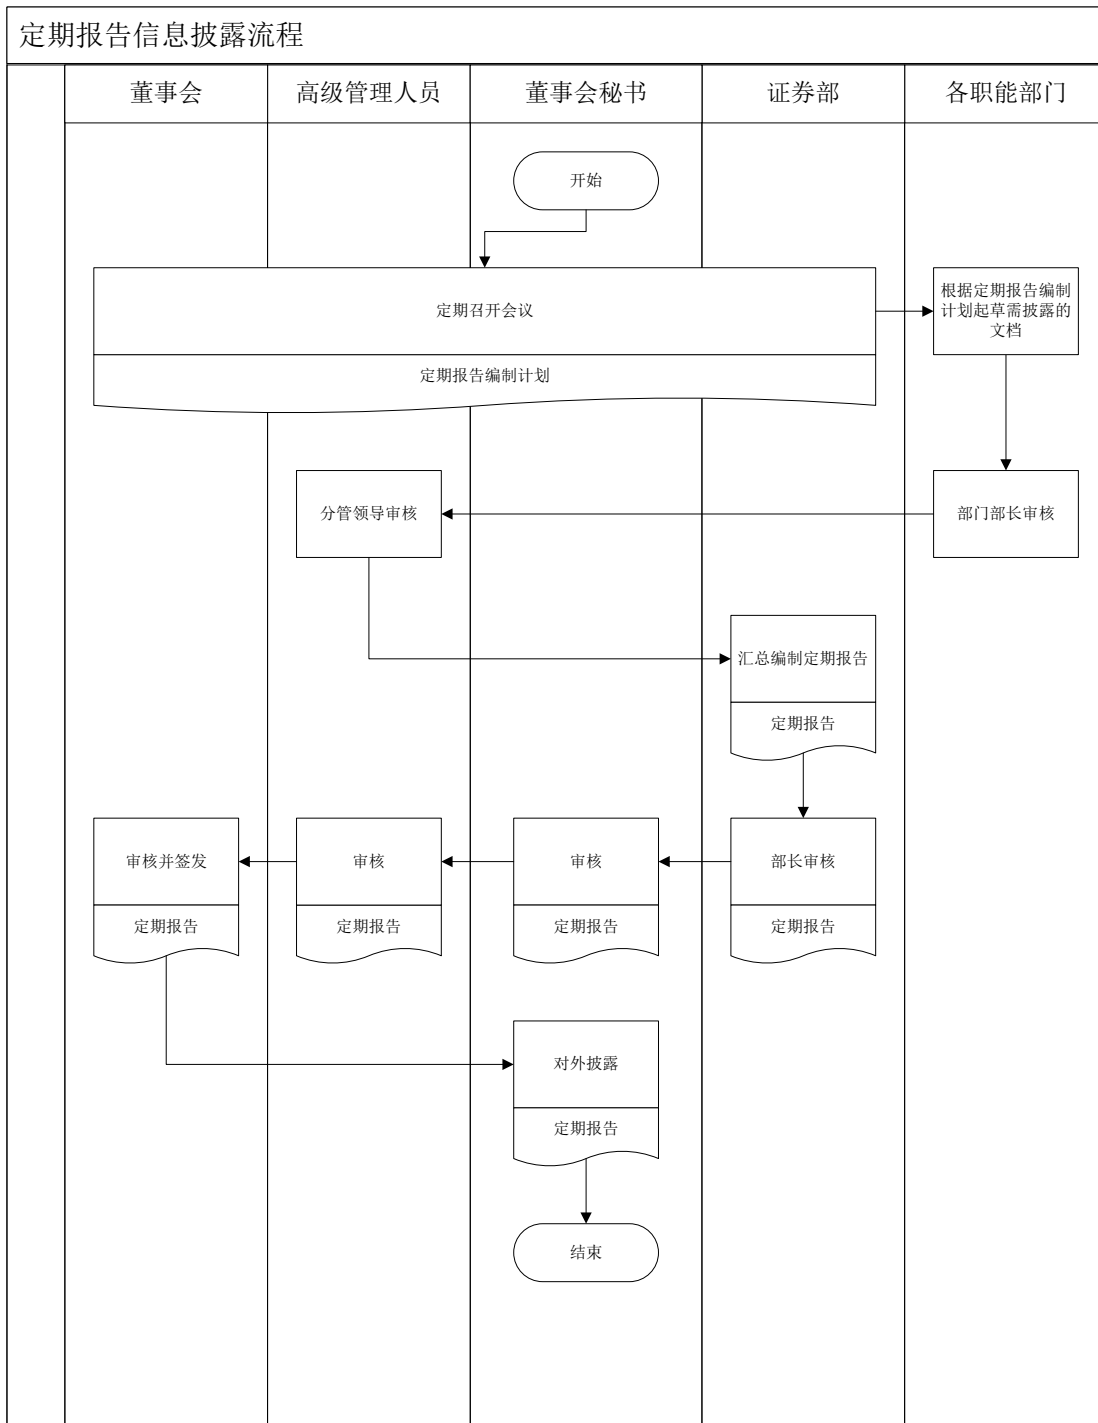 定期报告信息披露流程
董事会
高级管理人员
董事会秘书
证券部
各职能部门
开始
定期召开会议
定期报告编制计划
根据定期报告编制
计划起草需披露的
文档
分管领导审核
部门部长审核
汇总编制定期报告
定期报告
审核并签发
定期报告
审核
定期报告
审核
定期报告
部长审核
定期报告
对外披露
定期报告
结束